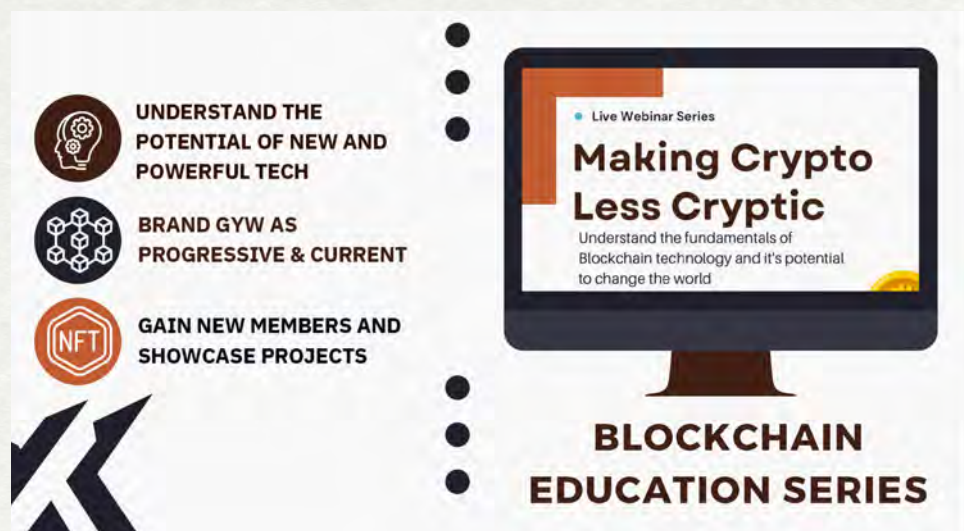 UNDERSTAND THE
POTENTIAL OF NEW AND
POWERFUL TECH
BRAND GYW AS
PROGRESSIVE & CURRENT
NFT
GAIN NEW MEMBERS AND
SHOWCASE PROJECTS
Live Webinar Series
Making Crypto
Less Cryptic
Understand the fundamentals of
Blockchain technology and it's potential
to change the world
BLOCKCHAIN
EDUCATION SERIES